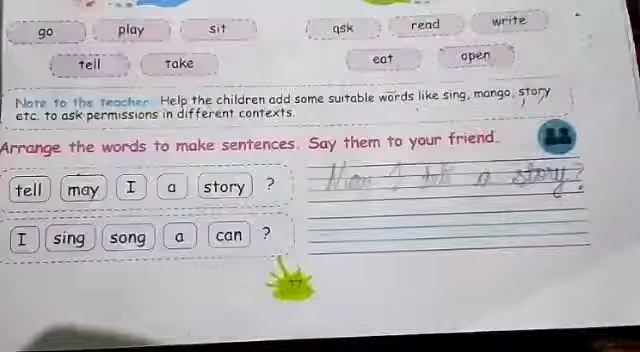 go play sit ask read write
tell Take eat open
Note to the teacher Help the children add some suitable words like sing, mango, story
etc. to ask permissions in different contexts.
Arrange the words to make sentences. Say them to your friend.
tell may I a story ? May I tell a story?
I sing song a can ?
77